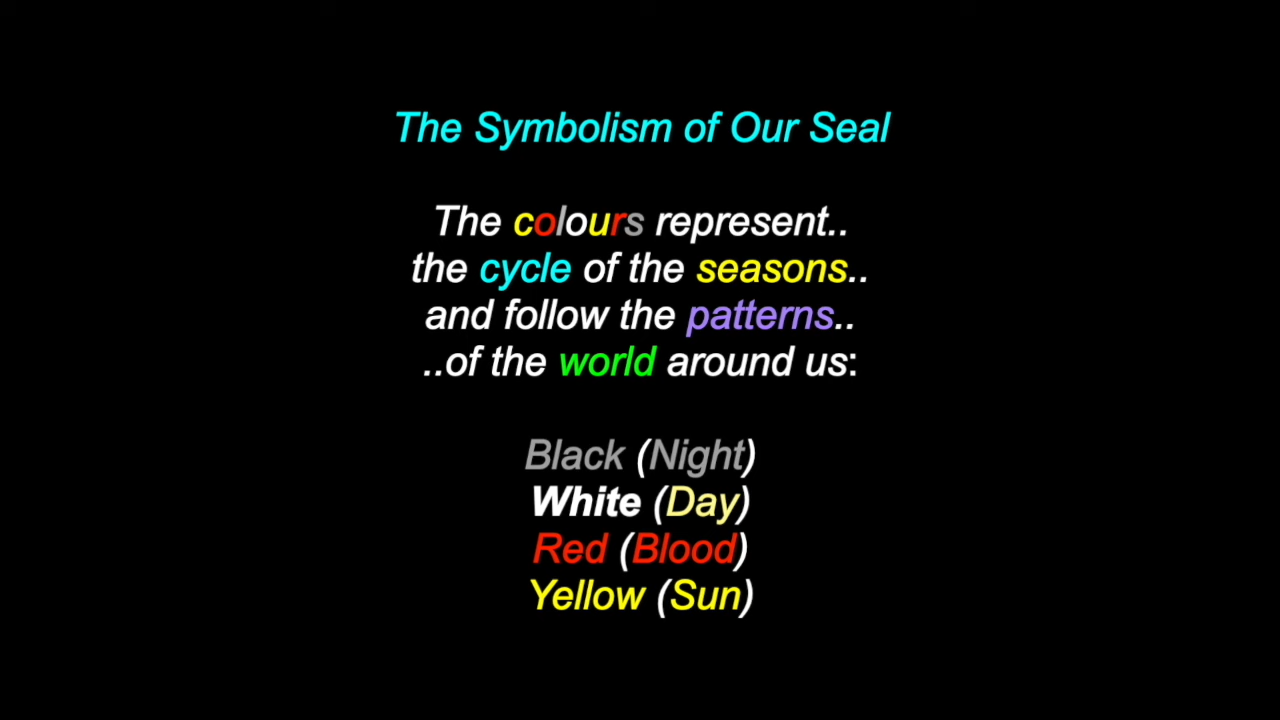 The Symbolism of Our Seal
The colours represent..
the cycle of the seasons..
and follow the patterns..
..of the world around us:
Black (Night)
White (Day)
Red (Blood)
Yellow (Sun)